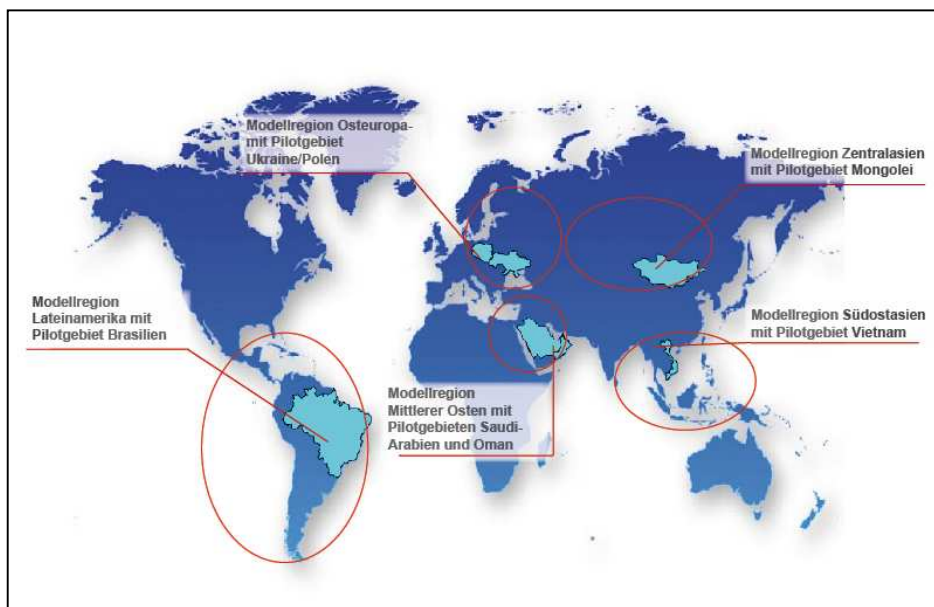 Modellregion Osteuropa-
mit Pilotgebiet
Ukraine/Polen
Modellregion Zentralasien
mit Pilotgebiet Mongolei
Modellregion
Lateinamerika mit
Pilotgebiet Brasilien
Modellregion Südostasien
mit Pilotgebiet Vietnam
Modellregion
Mittlerer Osten mit
Pilotgebieten Saudi-
Arabien und Oman